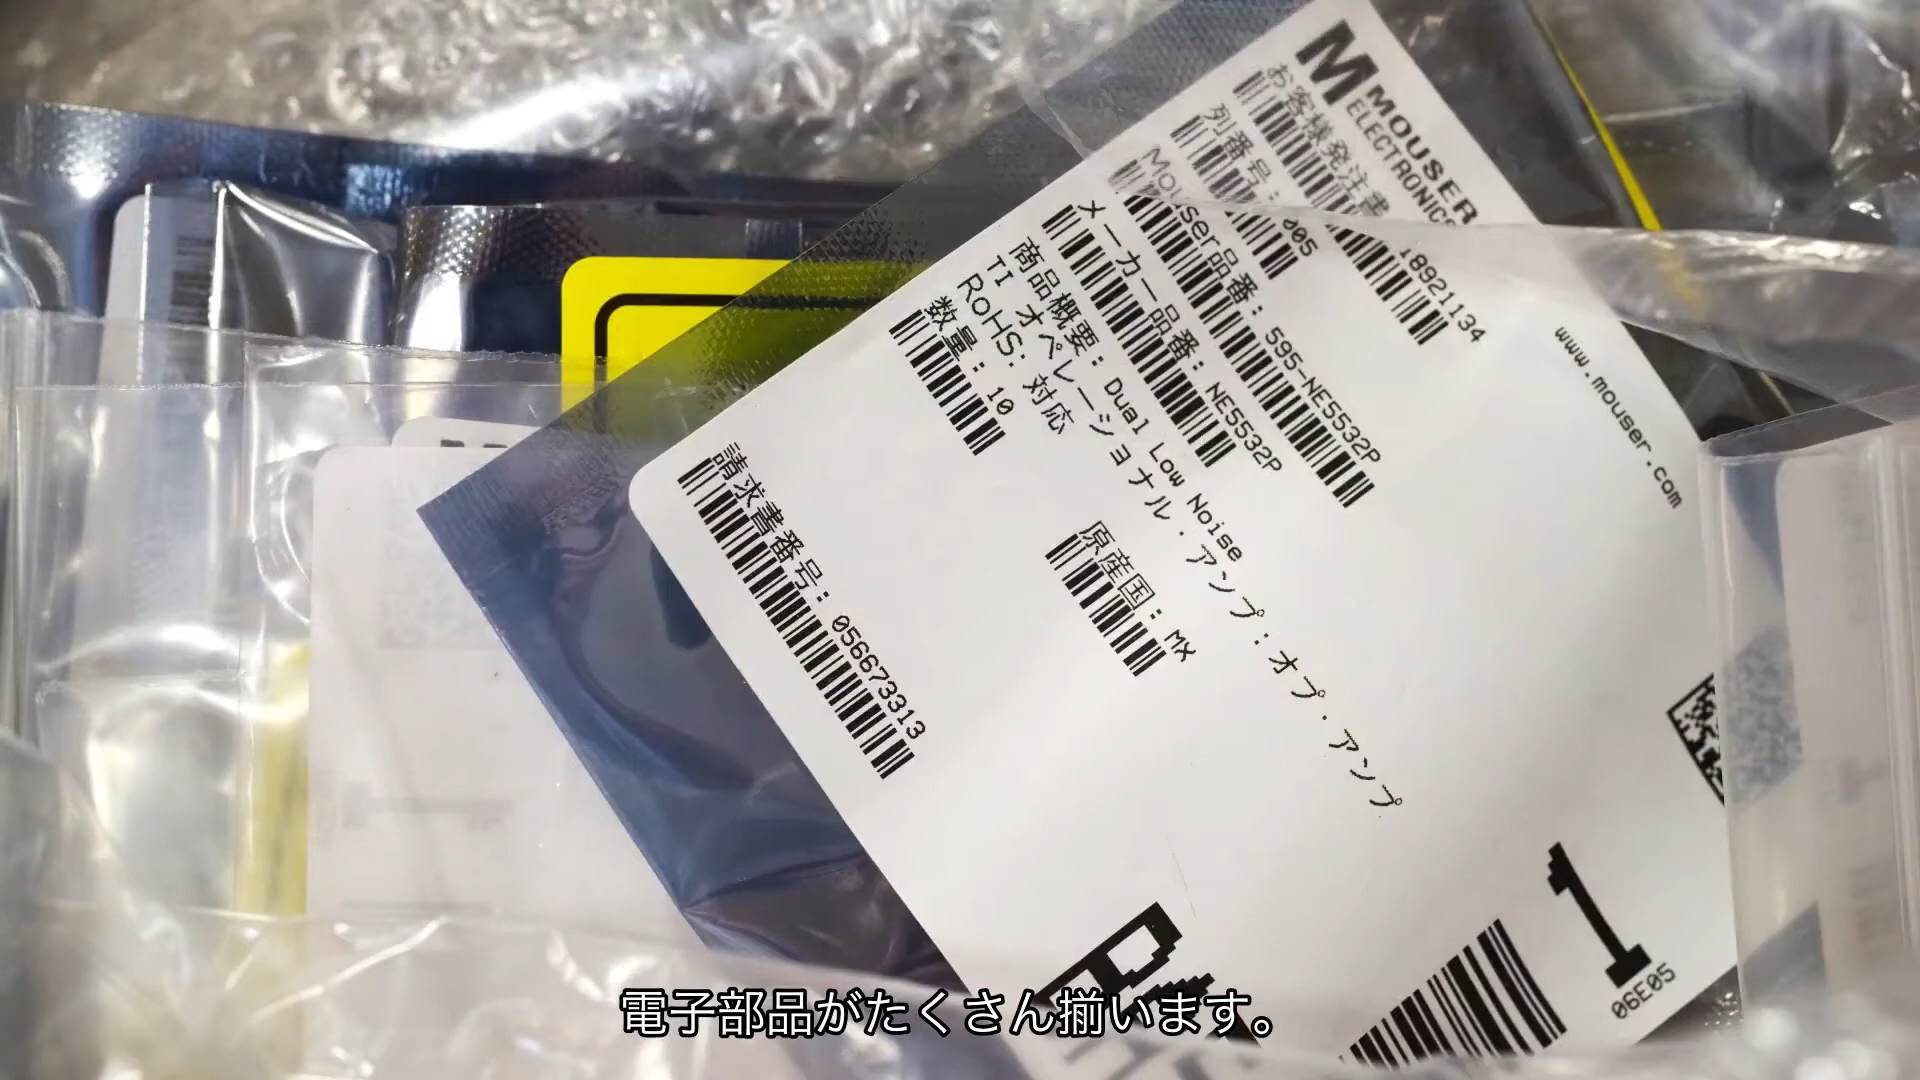 MOUSER
ELECTRONICS
www.mouser.com
お客様発注書
18921134
列番号: 005
Mouser品番: 595-NE5532P
メーカー品番: NE5532P
商品概要: Dual Low Noise
TI オペレーショナル・アンプ: オプ・アンプ
RoHS: 対応
数量: 10
原産国: MX
請求書番号: 056673313
1
06E05
電子部品がたくさん揃います。